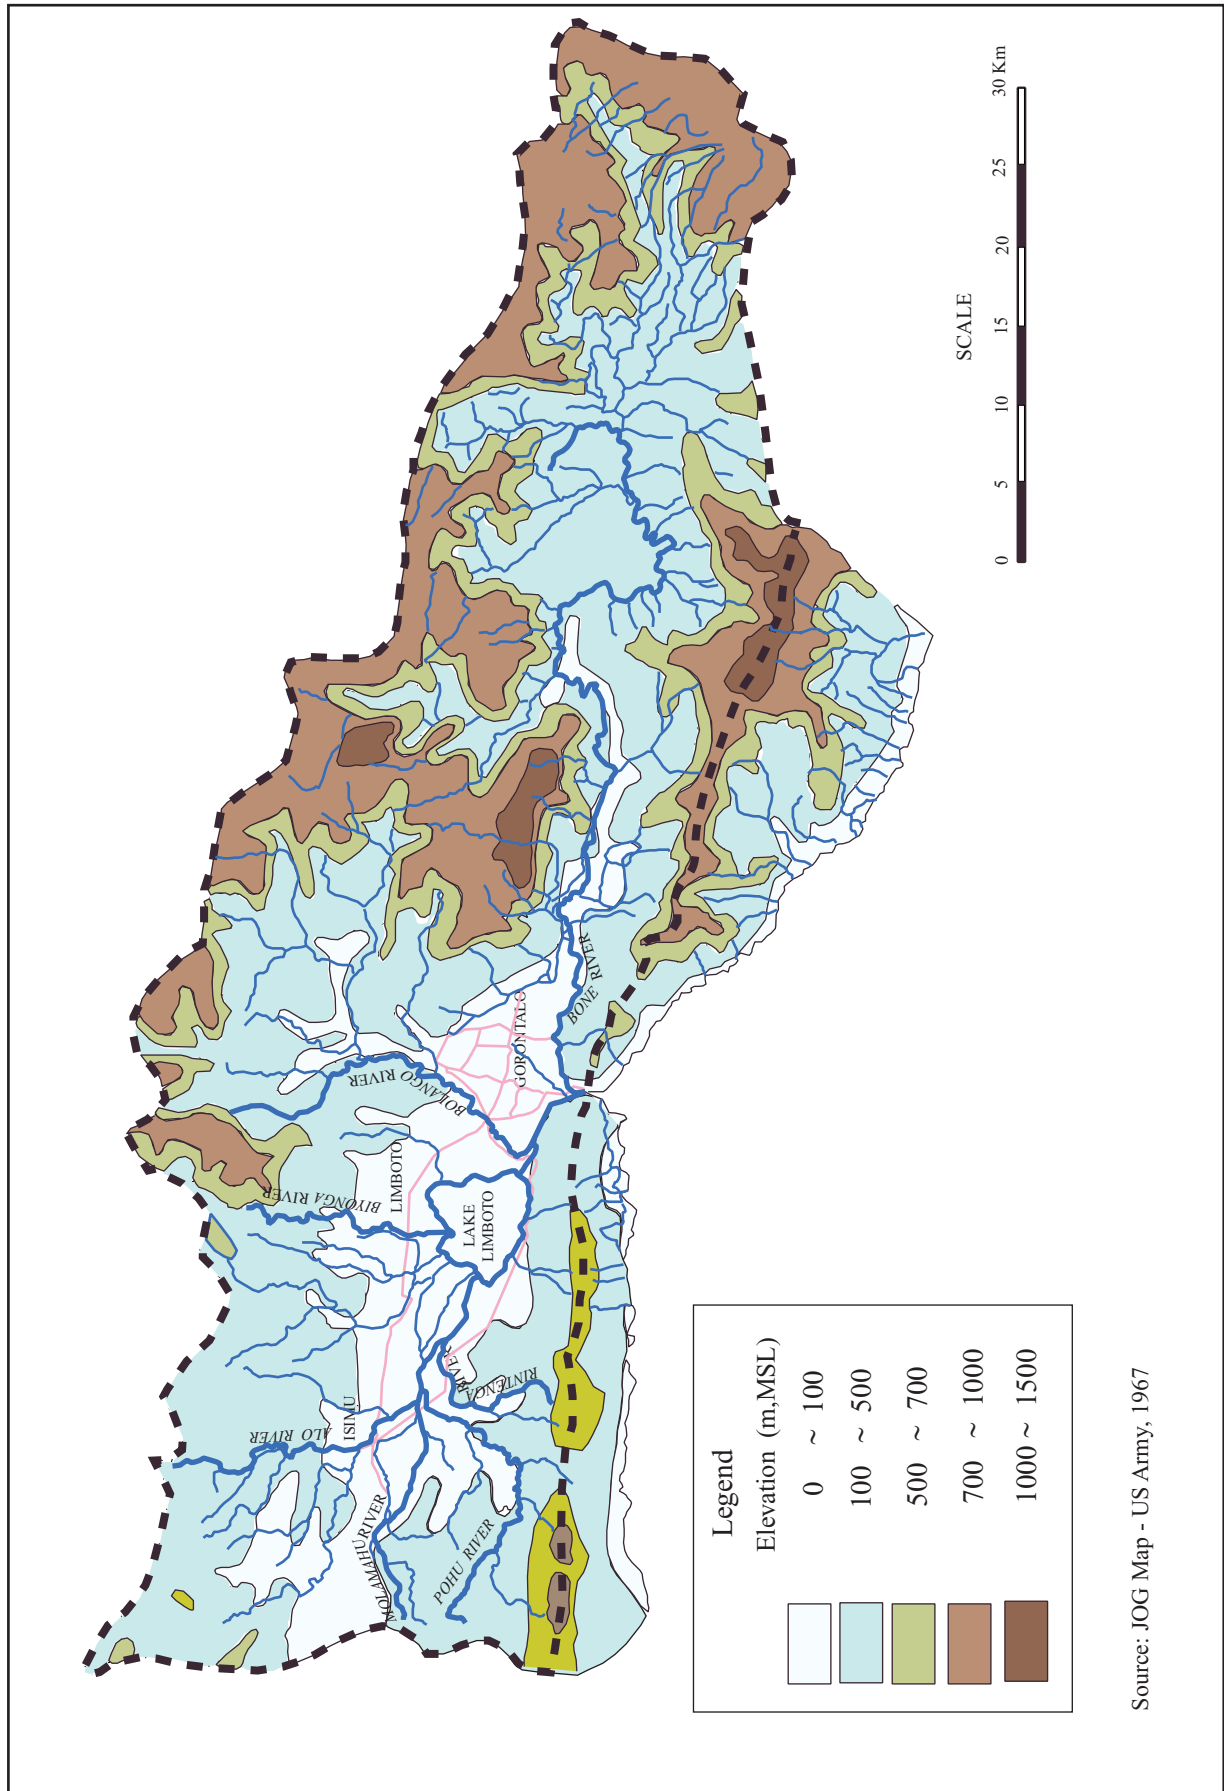 MOLAMAHU RIVER
POHU RIVER
ALO RIVER
ISIMU
RINTENGA
RIVER
BIYONGA RIVER
LIMBOTO
LAKE
LIMBOTO
BOLANGO RIVER
GORONTALO
BONE RIVER
Legend
Elevation (m,MSL)
0 ~ 100
100 ~ 500
500 ~ 700
700 ~ 1000
1000 ~ 1500
SCALE
0 5 10 15 20 25 30 Km
Source: JOG Map - US Army, 1967